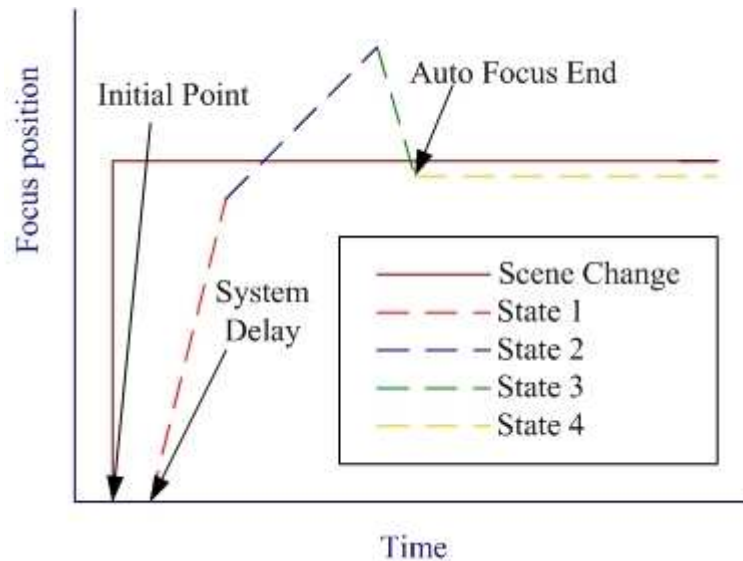 Auto Focus End
Initial Point
Focus position
System
Delay
Scene Change
State 1
State 2
State 3
State 4
Time